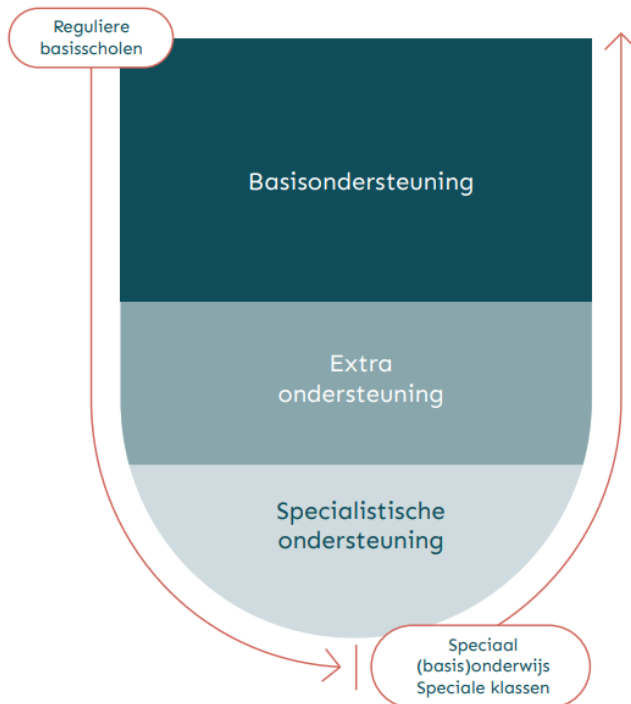 Reguliere
basisscholen
Basisondersteuning
Extra
ondersteuning
Specialistische
ondersteuning
Speciaal
(basis)onderwijs
Speciale klassen